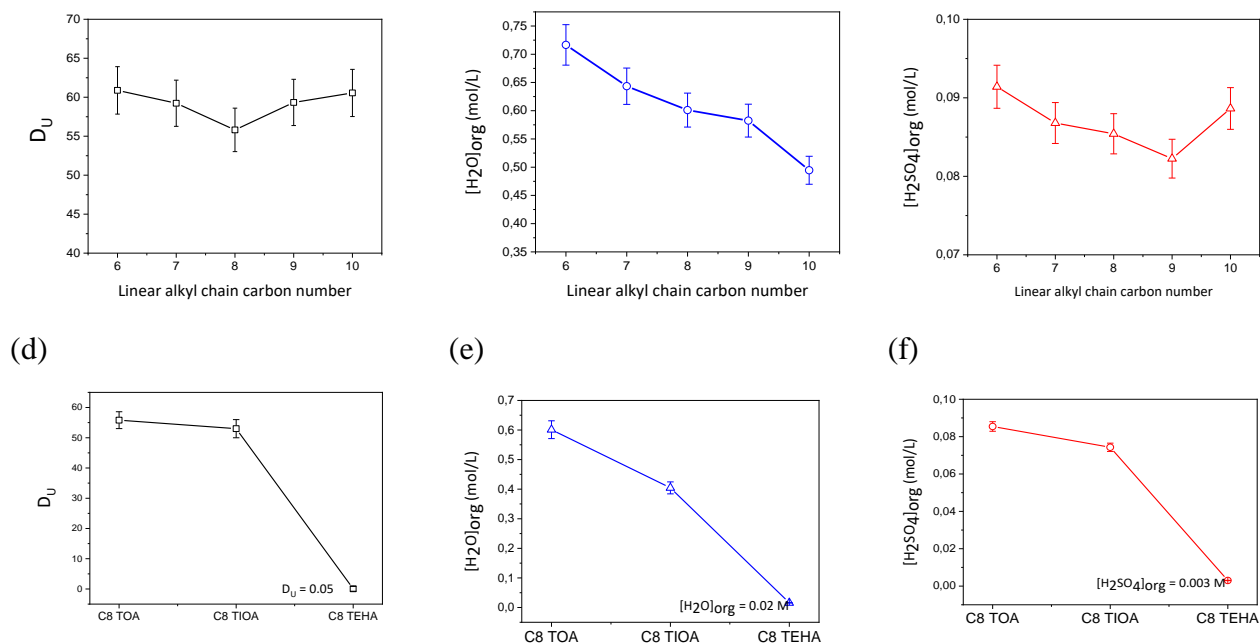 70
65
60
55
50
45
40
D_U
6 7 8 9 10
Linear alkyl chain carbon number
0,75
0,70
0,65
0,60
0,55
0,50
0,45
0,40
0,35
[H2O]org (mol/L)
6 7 8 9 10
Linear alkyl chain carbon number
0,10
0,09
0,08
0,07
[H2SO4]org (mol/L)
6 7 8 9 10
Linear alkyl chain carbon number
(d)
(e)
(f)
60
50
40
30
20
10
0
D_U
D_U = 0.05
C8 TOA C8 TIOA C8 TEHA
0,7
0,6
0,5
0,4
0,3
0,2
0,1
0,0
[H2O]org (mol/L)
[H2O]org = 0.02 M
C8 TOA C8 TIOA C8 TEHA
0,10
0,08
0,06
0,04
0,02
0,00
[H2SO4]org (mol/L)
[H2SO4]org = 0.003 M
C8 TOA C8 TIOA C8 TEHA